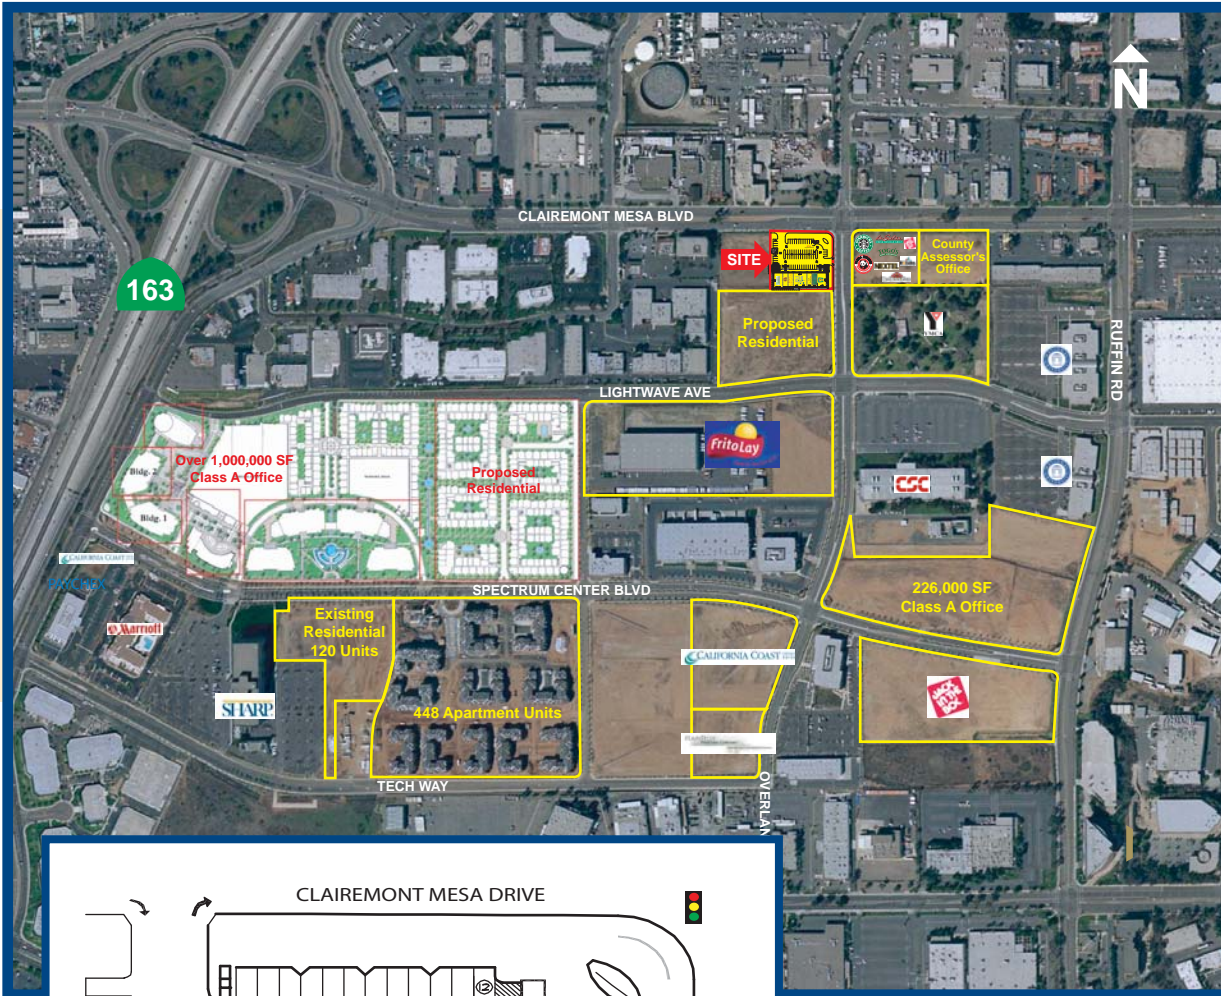 N
CLAIREMONT MESA BLVD
SITE
County
Assessor's
Office
163
Proposed
Residential
YMCA
RUFFIN RD
LIGHTWAVE AVE
FritoLay
Over 1,000,000 SF
Class A Office
Bldg. 2
Bldg. 1
Proposed
Residential
CSC
CALIFORNIA COAST
PAYCHEX
Marriott
SPECTRUM CENTER BLVD
226,000 SF
Class A Office
Existing
Residential
120 Units
CALIFORNIA COAST
SHARP
448 Apartment Units
JACK
IN THE
BOX
TECH WAY
OVERLAN
CLAIREMONT MESA DRIVE
12